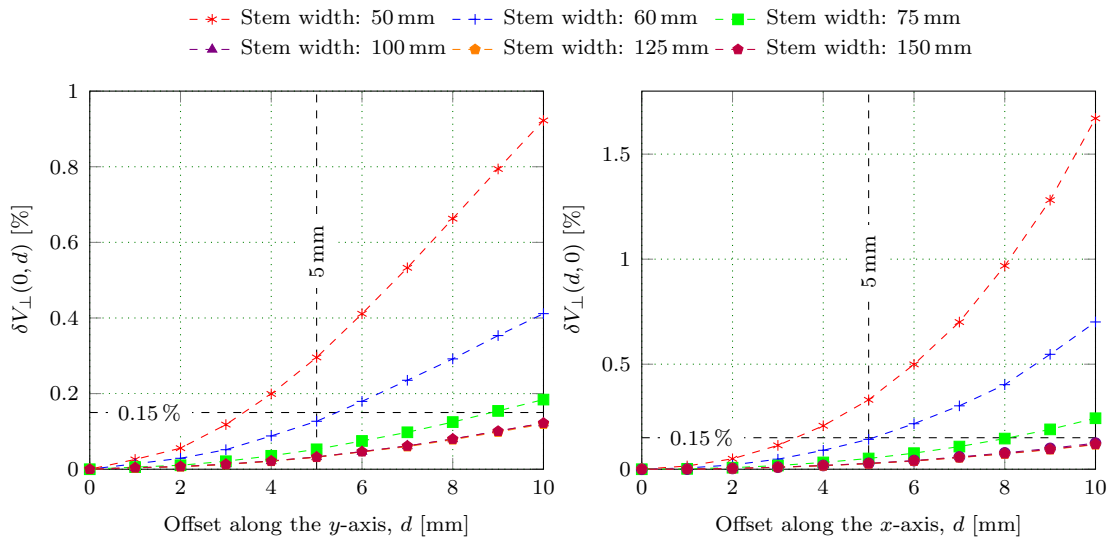 Stem width: 50 mm Stem width: 60 mm Stem width: 75 mm
Stem width: 100 mm Stem width: 125 mm Stem width: 150 mm
δV⊥(0, d) [%]
1
0.8
0.6
0.4
0.2
0
5 mm
0.15 %
0 2 4 6 8 10
Offset along the y-axis, d [mm]
δV⊥(d, 0) [%]
1.5
1
0.5
0
5 mm
0.15 %
0 2 4 6 8 10
Offset along the x-axis, d [mm]